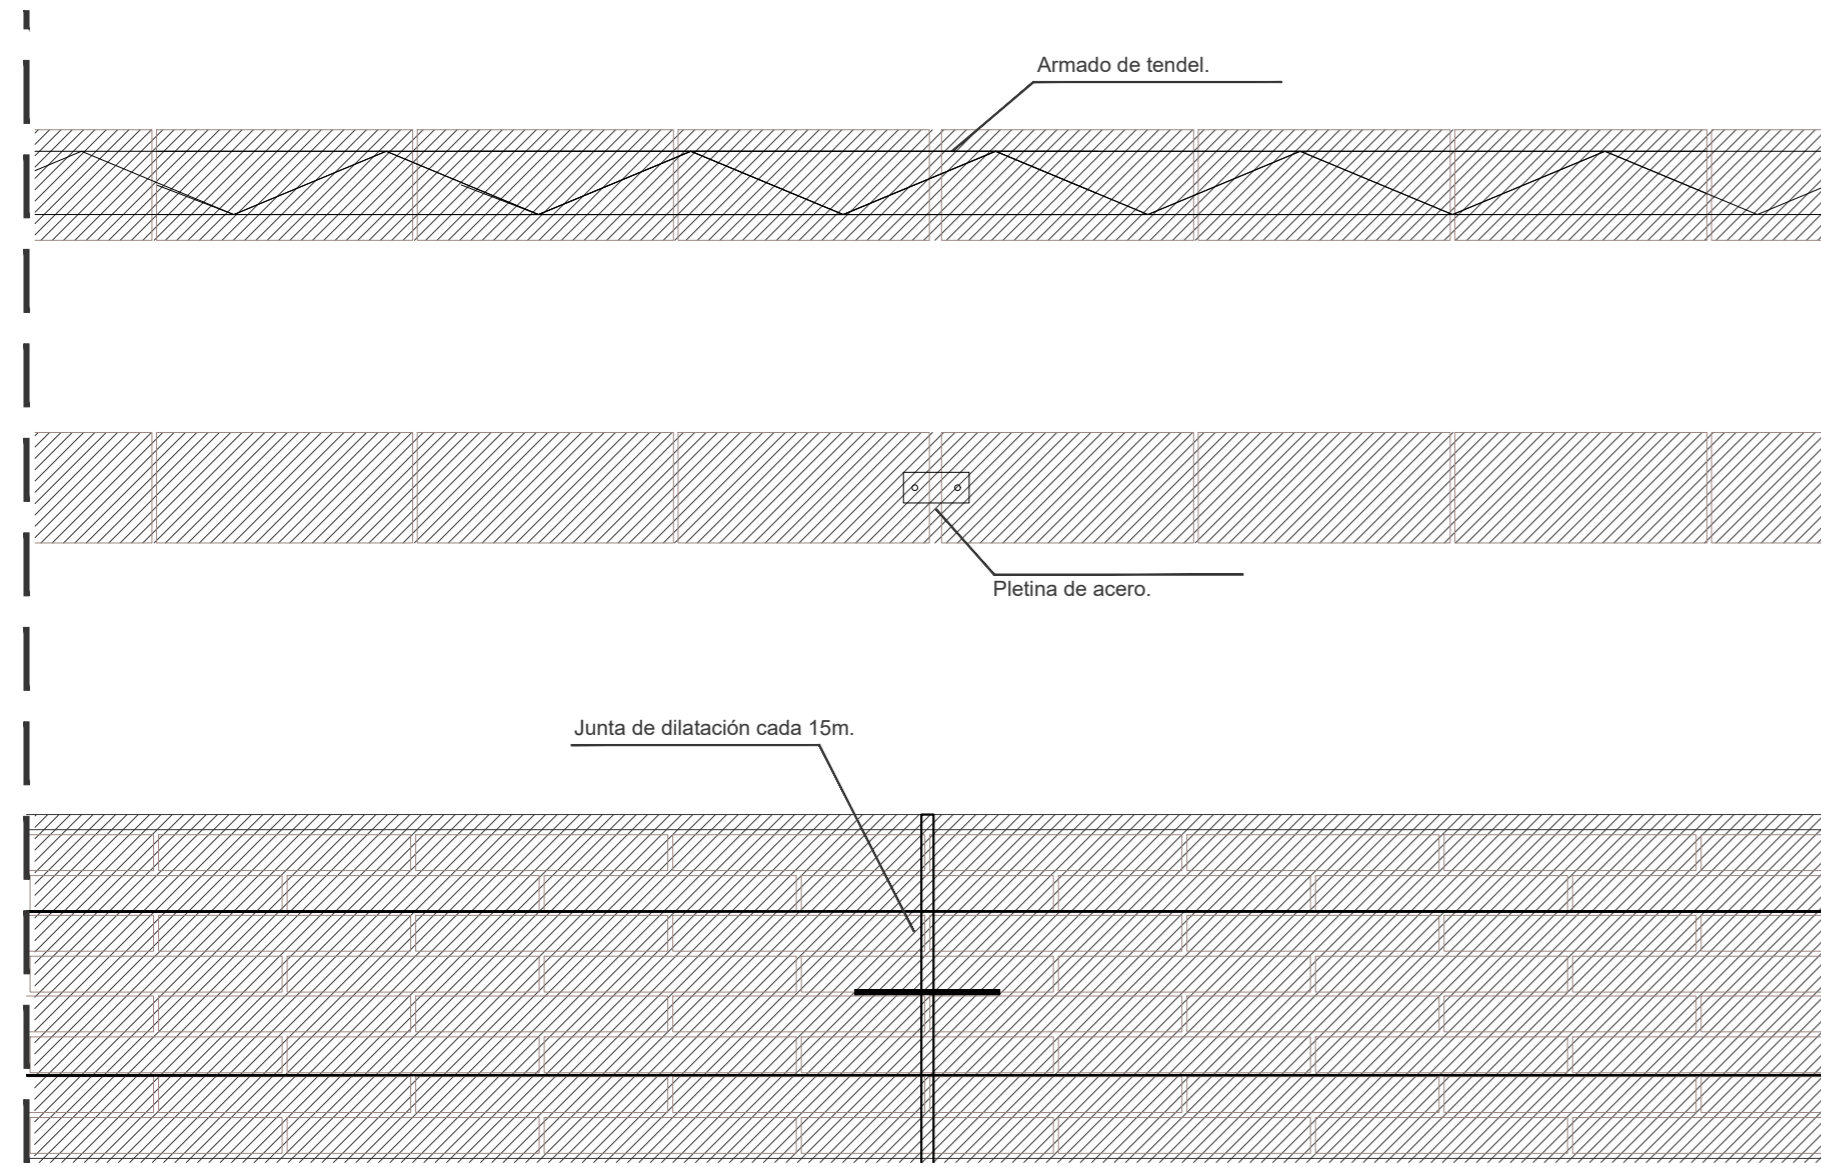 Armado de tendel.
Pletina de acero.
Junta de dilatación cada 15m.